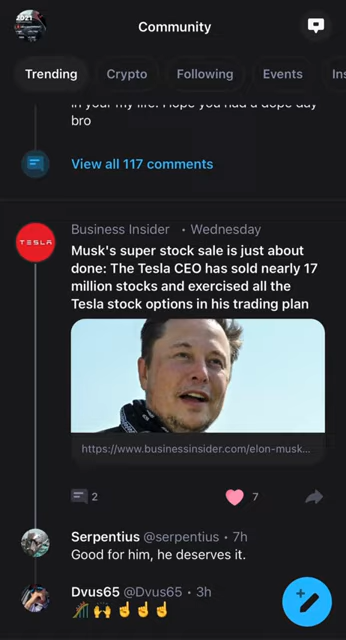 2021
Community
Trending
Crypto
Following
Events
Ins
in your my life. Hope you had a dope day
bro
View all 117 comments
TESLA
Business Insider • Wednesday
Musk's super stock sale is just about
done: The Tesla CEO has sold nearly 17
million stocks and exercised all the
Tesla stock options in his trading plan
https://www.businessinsider.com/elon-musk...
2
7
Serpentius @serpentius • 7h
Good for him, he deserves it.
Dvus65 @Dvus65 • 3h